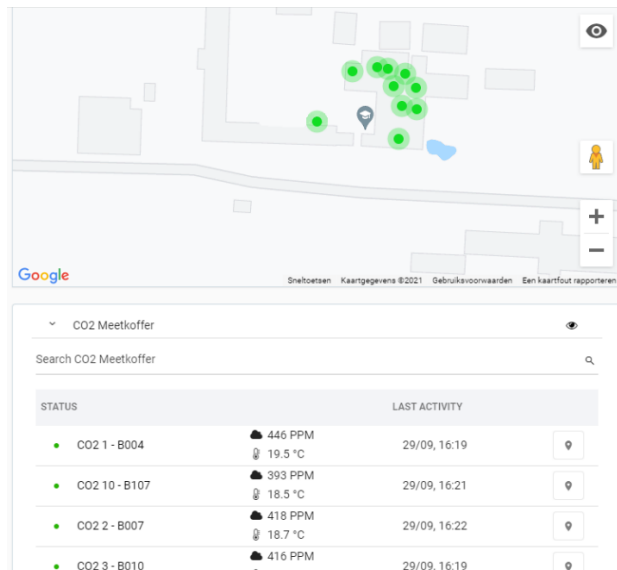 Google
Sneltoetsen Kaartgegevens ©2021 Gebruiksvoorwaarden Een kaartfout rapporteren
CO2 Meetkoffer
Search CO2 Meetkoffer
STATUS LAST ACTIVITY
CO2 1 - B004 446 PPM 29/09, 16:19
19.5 °C
CO2 10 - B107 393 PPM 29/09, 16:21
18.5 °C
CO2 2 - B007 418 PPM 29/09, 16:22
18.7 °C
CO2 3 - B010 416 PPM 29/09, 16:19